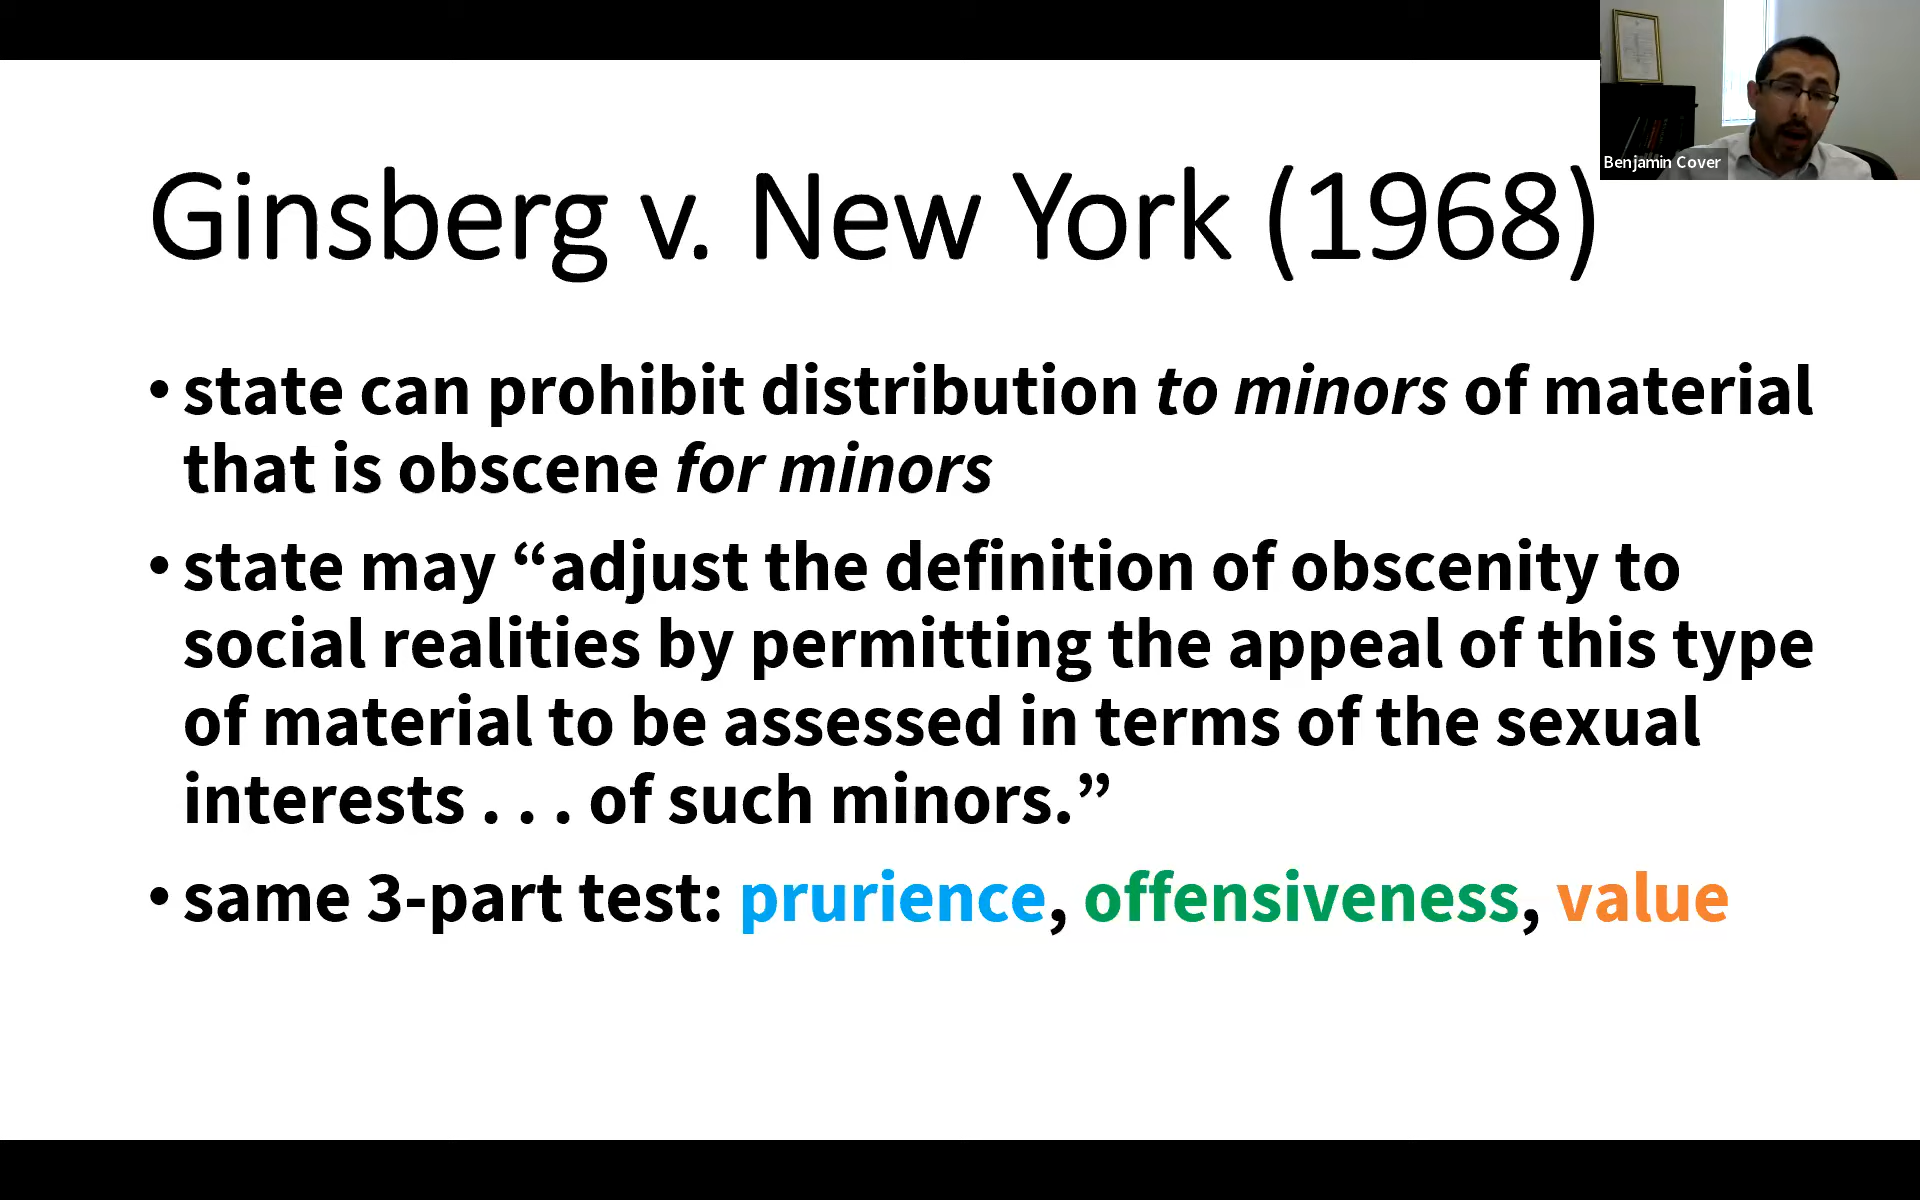 Benjamin Cover
Ginsberg v. New York (1968)
• state can prohibit distribution to minors of material
that is obscene for minors
• state may “adjust the definition of obscenity to
social realities by permitting the appeal of this type
of material to be assessed in terms of the sexual
interests . . . of such minors.”
• same 3-part test: prurience, offensiveness, value